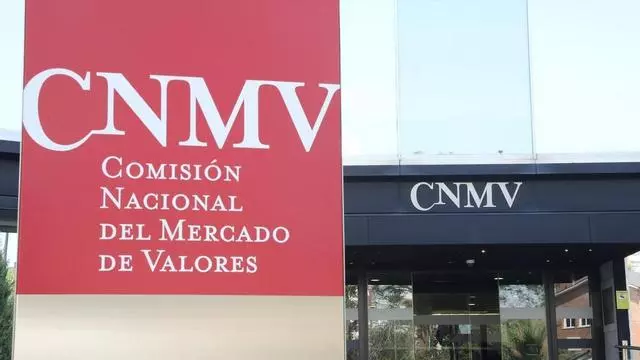 CNMV
COMISIÓN
NACIONAL
DEL MERCADO
DE VALORES
CNMV